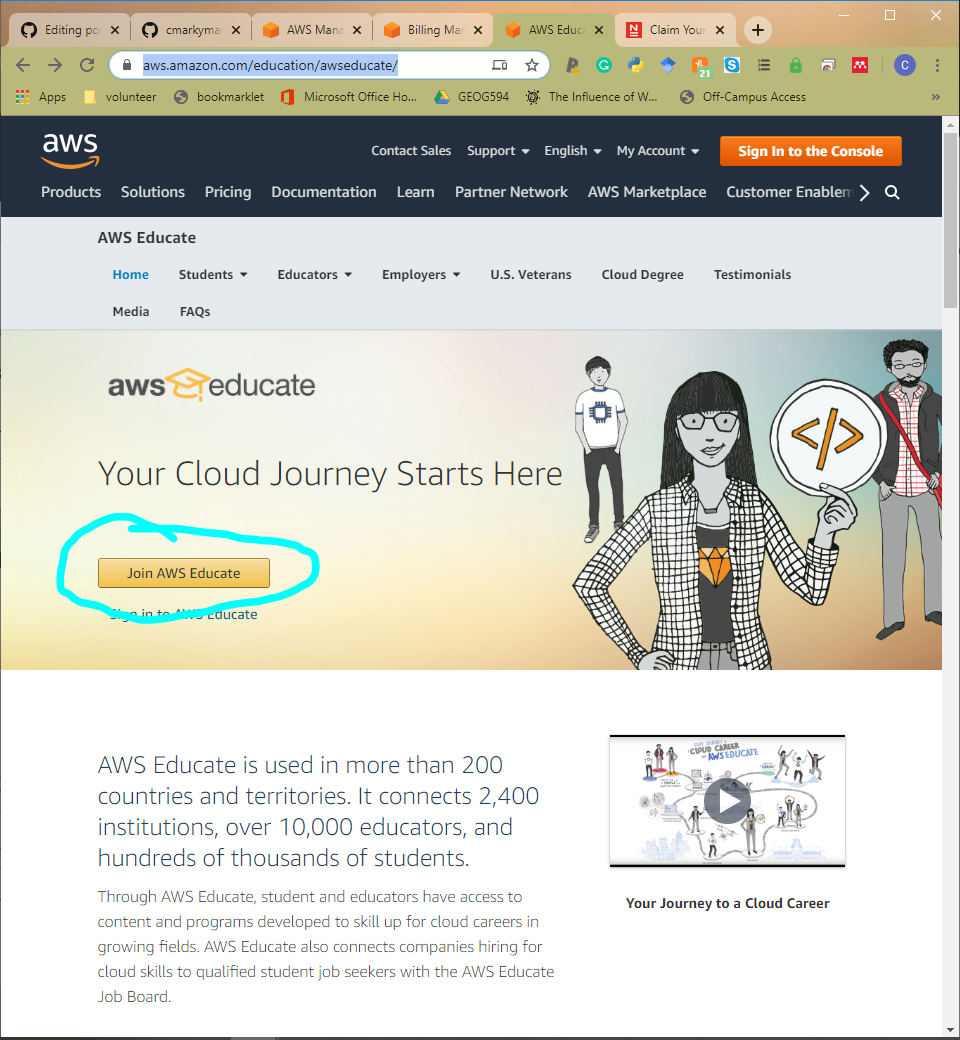 Editing po
cmarkyma
AWS Mana
Billing Ma
AWS Educ
Claim Your
aws.amazon.com/education/awseducate/
21
C
Apps
volunteer
bookmarklet
Microsoft Office Ho...
GEOG594
The Influence of W...
Off-Campus Access
»
aws
Contact Sales
Support
English
My Account
Sign In to the Console
Products
Solutions
Pricing
Documentation
Learn
Partner Network
AWS Marketplace
Customer Enablem
AWS Educate
Home
Students
Educators
Employers
U.S. Veterans
Cloud Degree
Testimonials
Media
FAQs
aws educate
</>
Your Cloud Journey Starts Here
Join AWS Educate
Sign in to AWS Educate
AWS Educate is used in more than 200
countries and territories. It connects 2,400
institutions, over 10,000 educators, and
hundreds of thousands of students.
Through AWS Educate, student and educators have access to
content and programs developed to skill up for cloud careers in
growing fields. AWS Educate also connects companies hiring for
cloud skills to qualified student job seekers with the AWS Educate
Job Board.
YOUR JOURNEY to a
CLOUD CAREER
with AWS EDUCATE
Your Journey to a Cloud Career